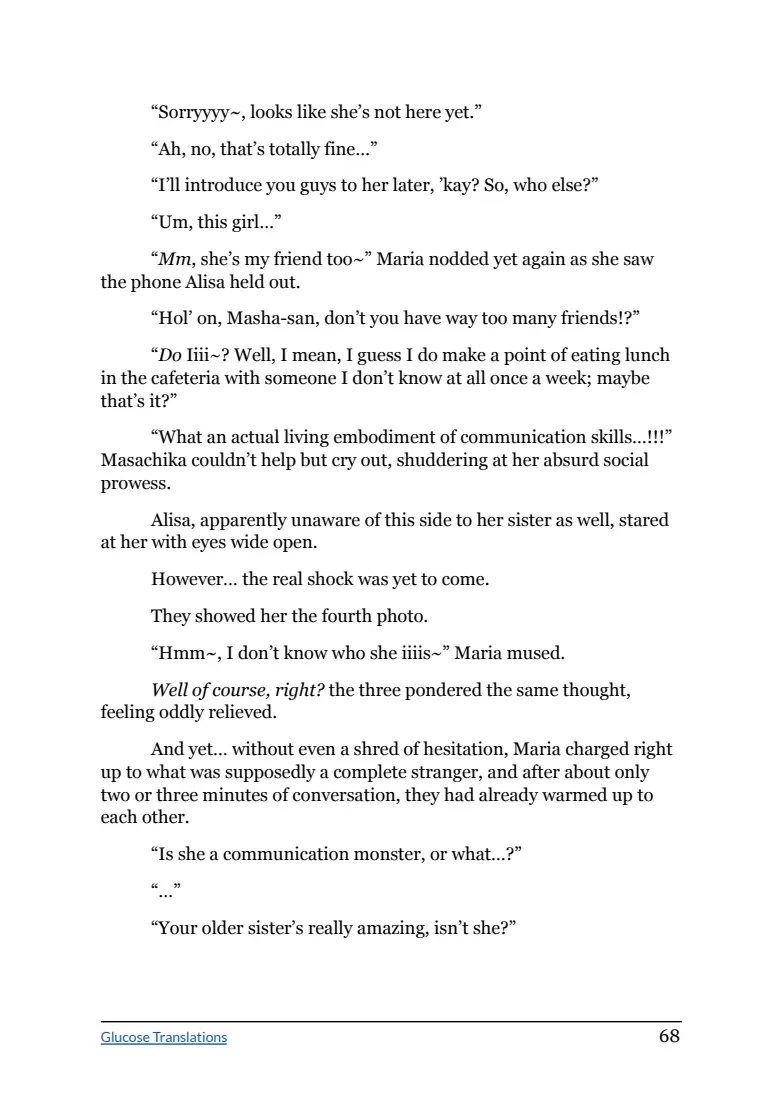 “Sorryyyy~, looks like she’s not here yet.”
“Ah, no, that’s totally fine...”
“I’ll introduce you guys to her later, ’kay? So, who else?”
“Um, this girl...”
“Mm, she’s my friend too~” Maria nodded yet again as she saw
the phone Alisa held out.
“Hol’ on, Masha-san, don’t you have way too many friends!?”
“Do Iiii~? Well, I mean, I guess I do make a point of eating lunch
in the cafeteria with someone I don’t know at all once a week; maybe
that’s it?”
“What an actual living embodiment of communication skills...!!!”
Masachika couldn’t help but cry out, shuddering at her absurd social
prowess.
Alisa, apparently unaware of this side to her sister as well, stared
at her with eyes wide open.
However... the real shock was yet to come.
They showed her the fourth photo.
“Hmm~, I don’t know who she iiiis~” Maria mused.
Well of course, right? the three pondered the same thought,
feeling oddly relieved.
And yet... without even a shred of hesitation, Maria charged right
up to what was supposedly a complete stranger, and after about only
two or three minutes of conversation, they had already warmed up to
each other.
“Is she a communication monster, or what...?”
“...”
“Your older sister’s really amazing, isn’t she?”
Glucose Translations 68